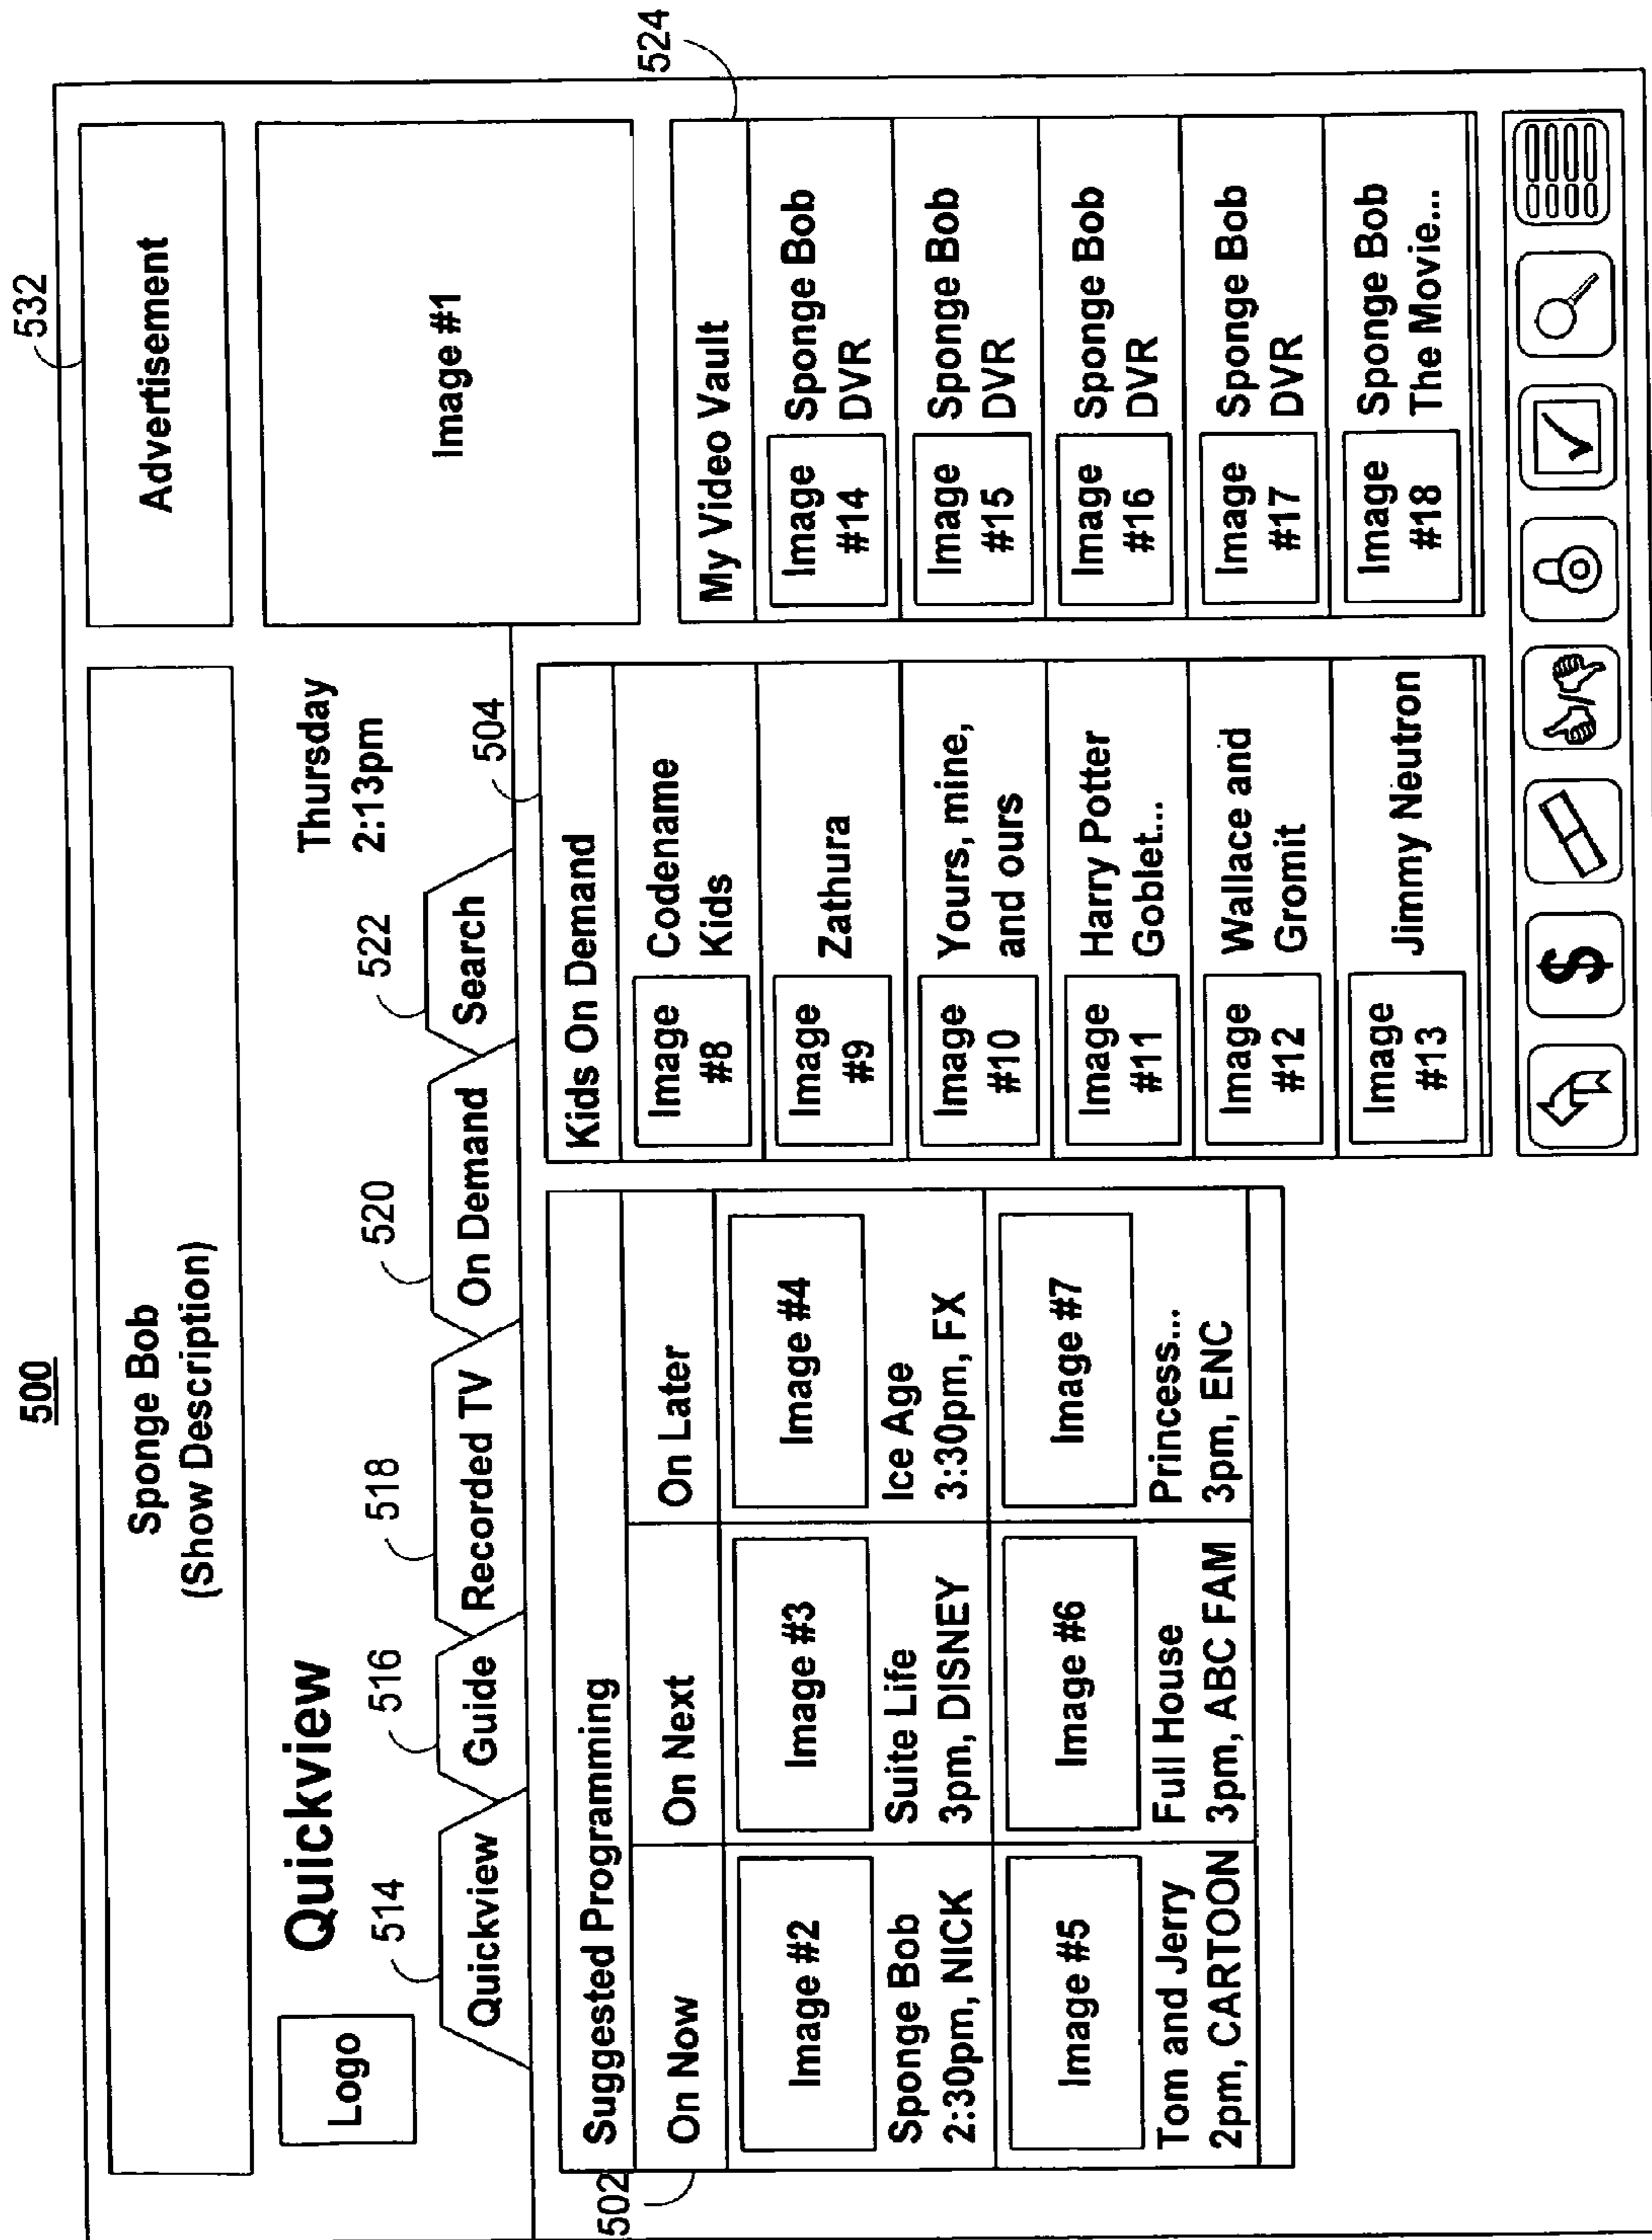 500
532
Sponge Bob
(Show Description)
Advertisement
Logo
Quickview
Thursday
2:13pm
Image #1
514
516
518
520
522
Quickview
Guide
Recorded TV
On Demand
Search
504
502
Suggested Programming
On Now
On Next
On Later
Image #2
Image #3
Image #4
Sponge Bob
2:30pm, NICK
Suite Life
3pm, DISNEY
Ice Age
3:30pm, FX
Image #5
Image #6
Image #7
Tom and Jerry
2pm, CARTOON
Full House
3pm, ABC FAM
Princess...
3pm, ENC
Kids On Demand
Image
#8
Codename
Kids
Image
#9
Zathura
Image
#10
Yours, mine,
and ours
Image
#11
Harry Potter
Goblet...
Image
#12
Wallace and
Gromit
Image
#13
Jimmy Neutron
524
My Video Vault
Image
#14
Sponge Bob
DVR
Image
#15
Sponge Bob
DVR
Image
#16
Sponge Bob
DVR
Image
#17
Sponge Bob
DVR
Image
#18
Sponge Bob
The Movie...
$